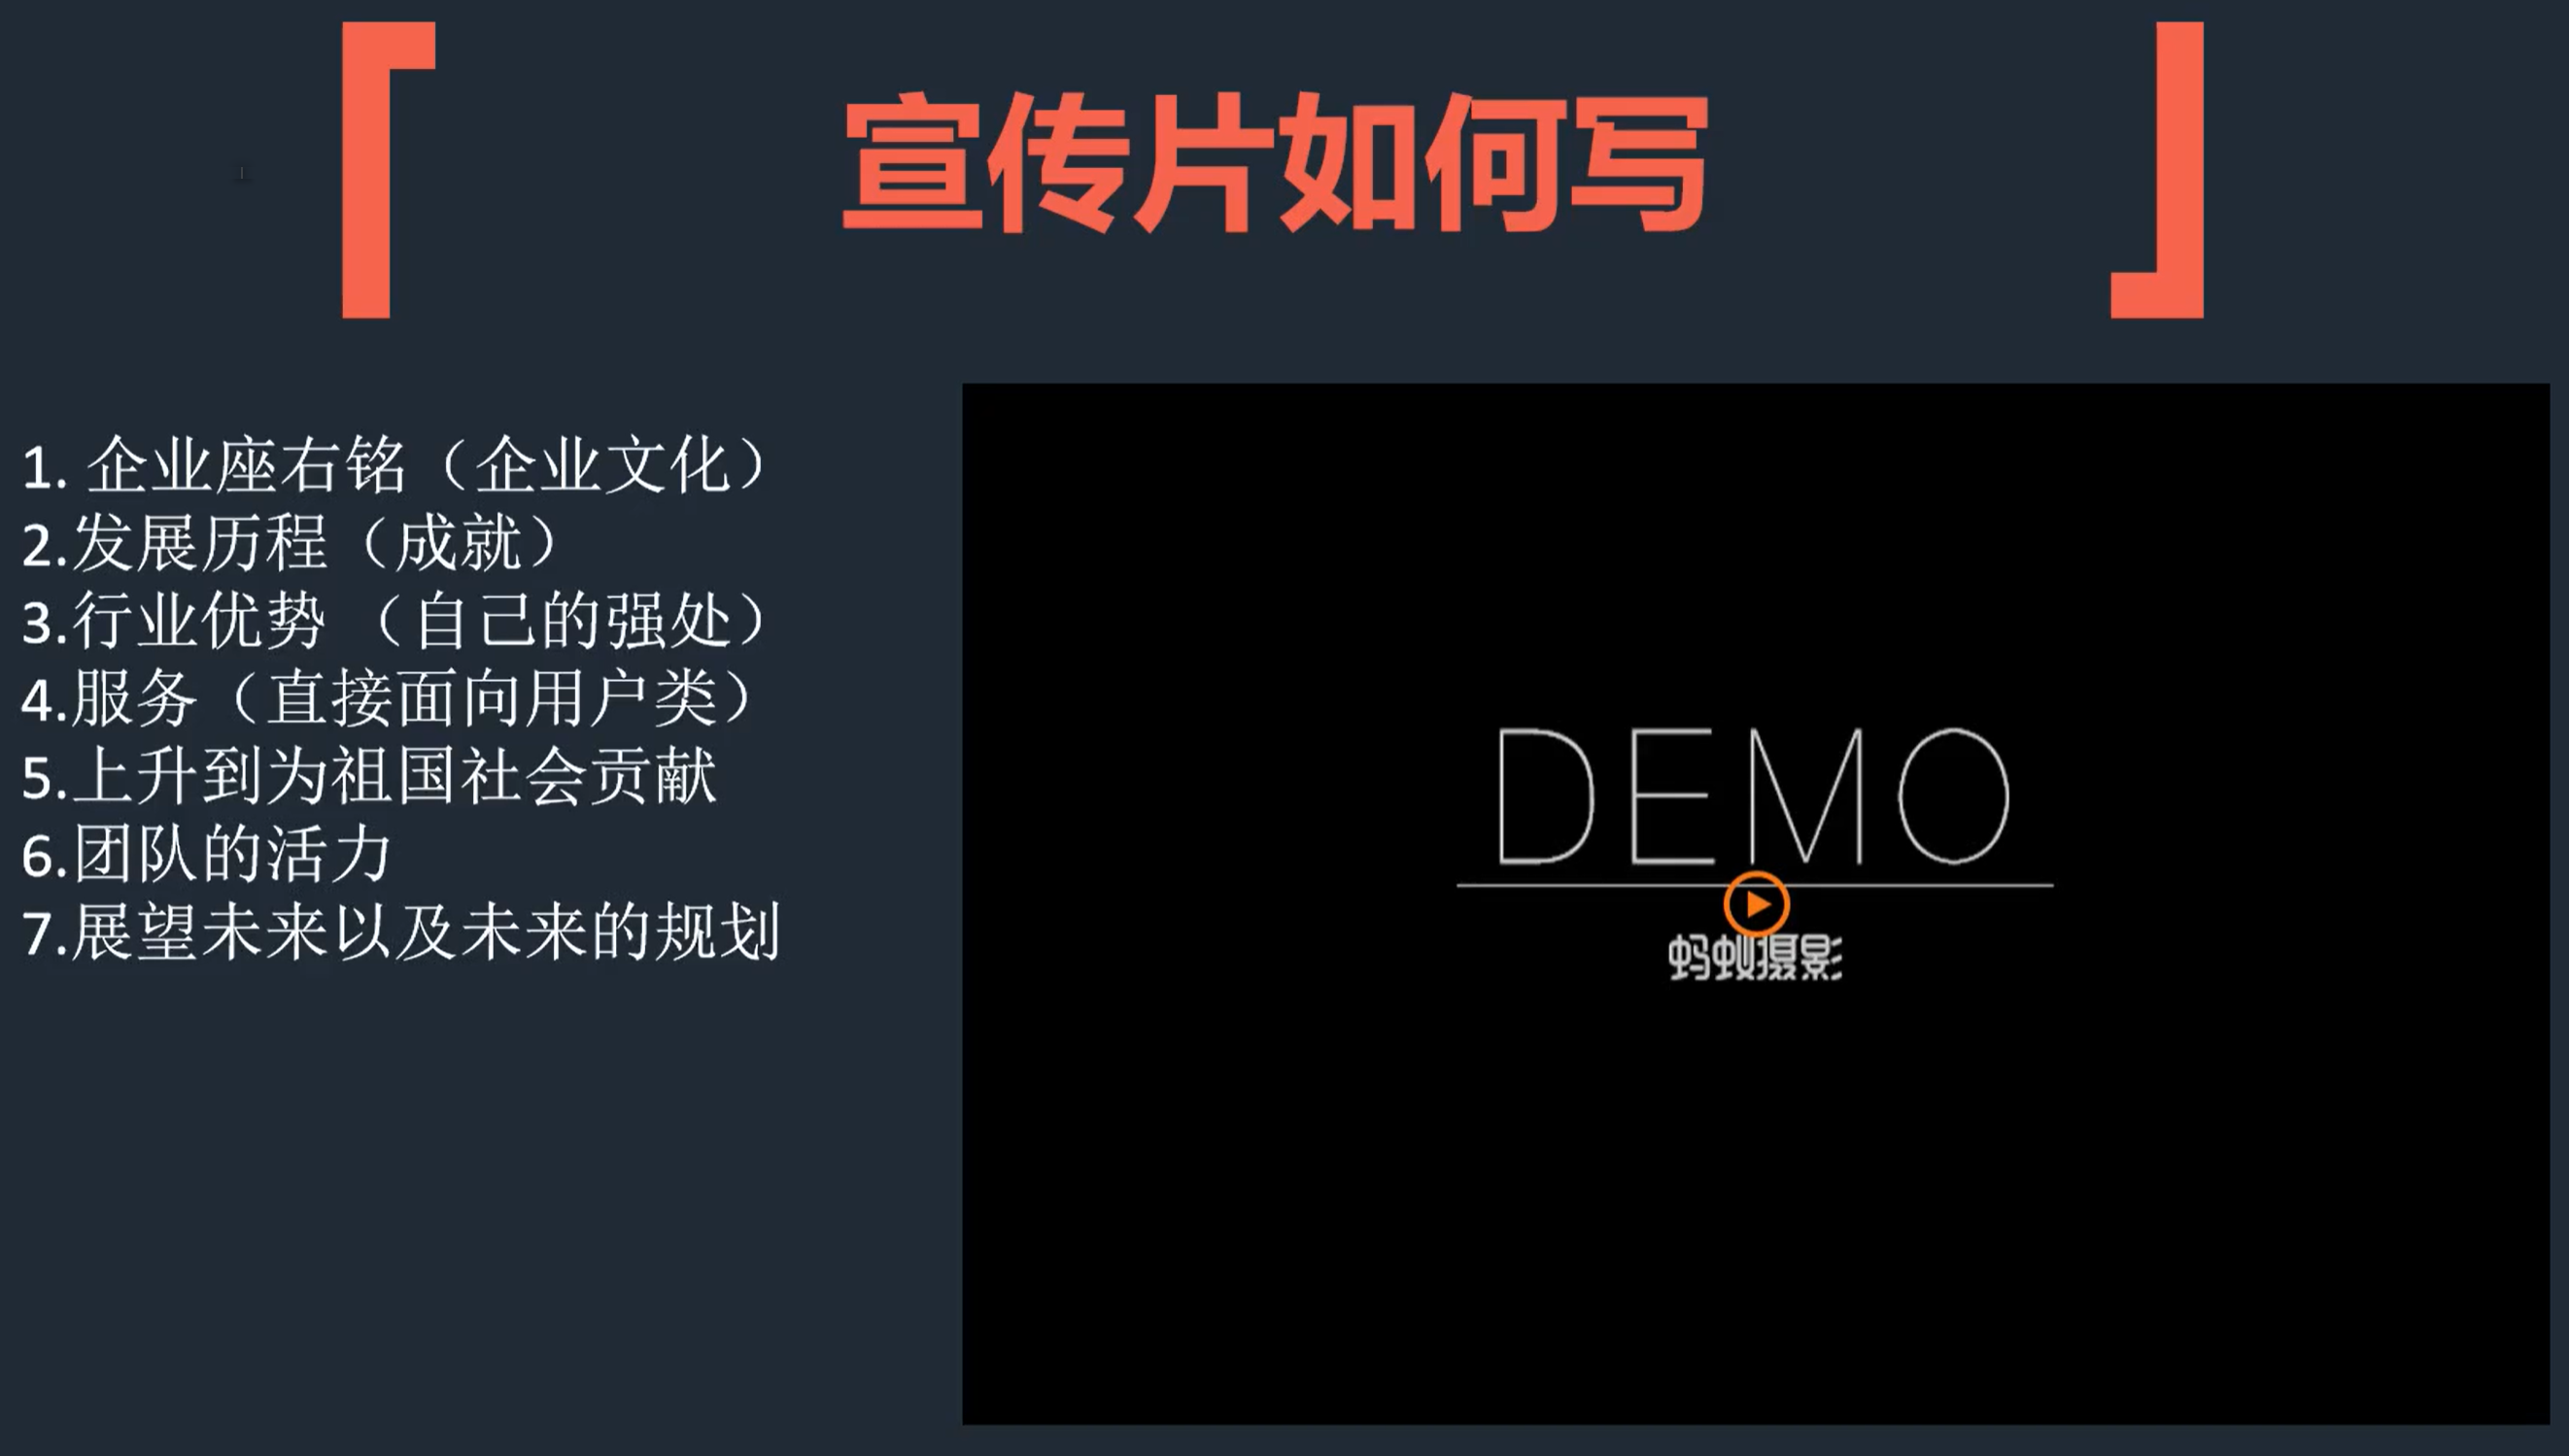 宣传片如何写
1. 企业座右铭（企业文化）
2.发展历程（成就）
3.行业优势 （自己的强处）
4.服务（直接面向用户类）
5.上升到为祖国社会贡献
6.团队的活力
7.展望未来以及未来的规划
DEMO
蚂蚁摄影